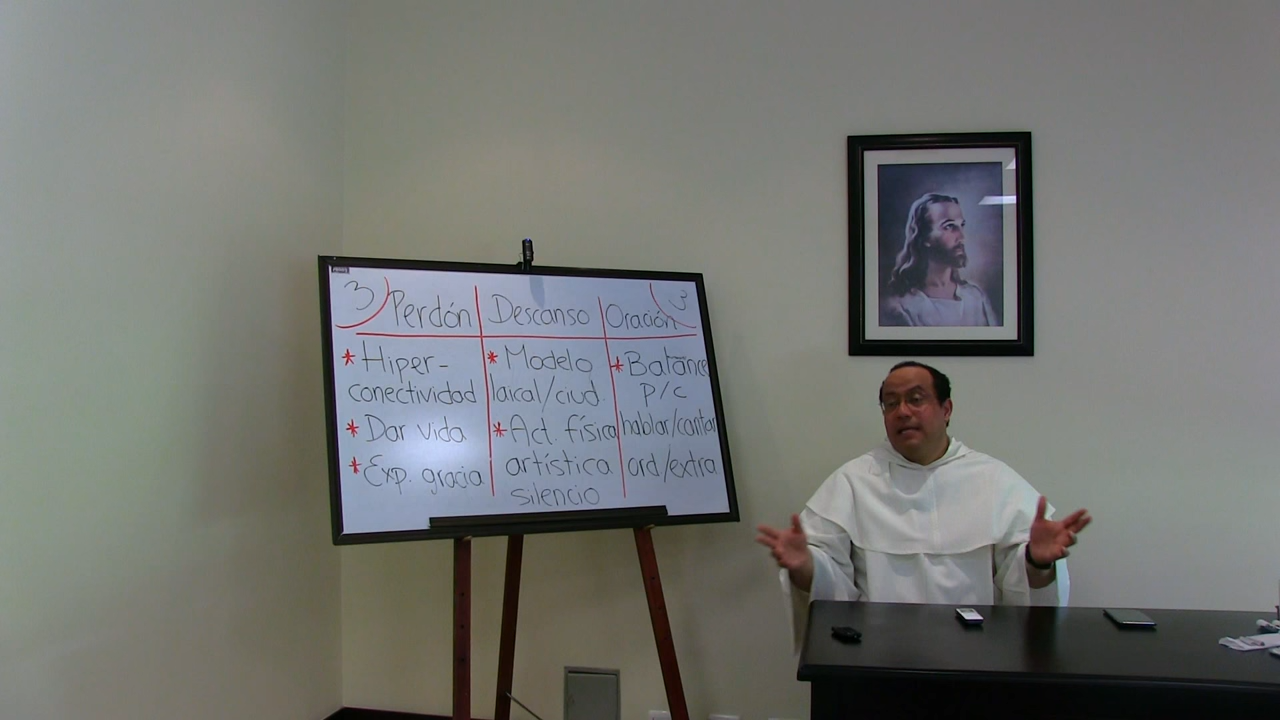 3 Perdón Descanso Oración 3
* Hiper-
conectividad
* Dar vida
* Exp. gracia
* Modelo
laical/ciud.
* Act. física
artística
silencio
* Balance
p/c
hablar/cantar
ord/extra